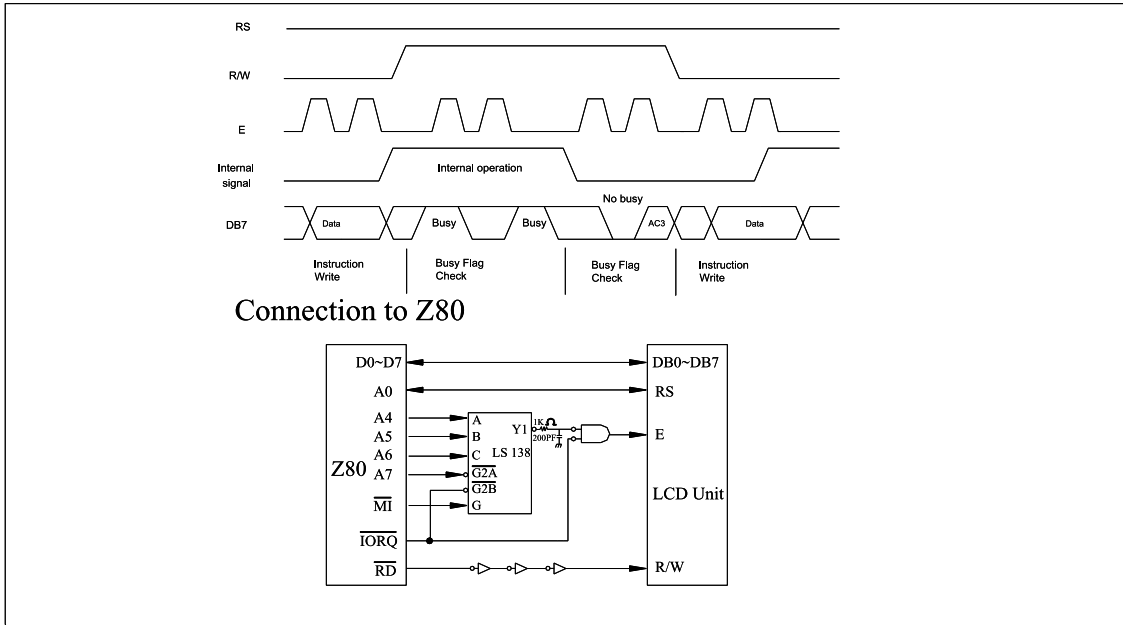 RS
R/W
E
Internal
signal
Internal operation
No busy
DB7
Data
Busy
Busy
AC3
Data
Instruction
Write
Busy Flag
Check
Busy Flag
Check
Instruction
Write
Connection to Z80
D0~D7
DB0~DB7
A0
RS
A4
A
Y1
1K
200PF
A5
B
E
A6
C
LS 138
Z80
A7
G2A
G2B
LCD Unit
MI
G
IORQ
RD
R/W